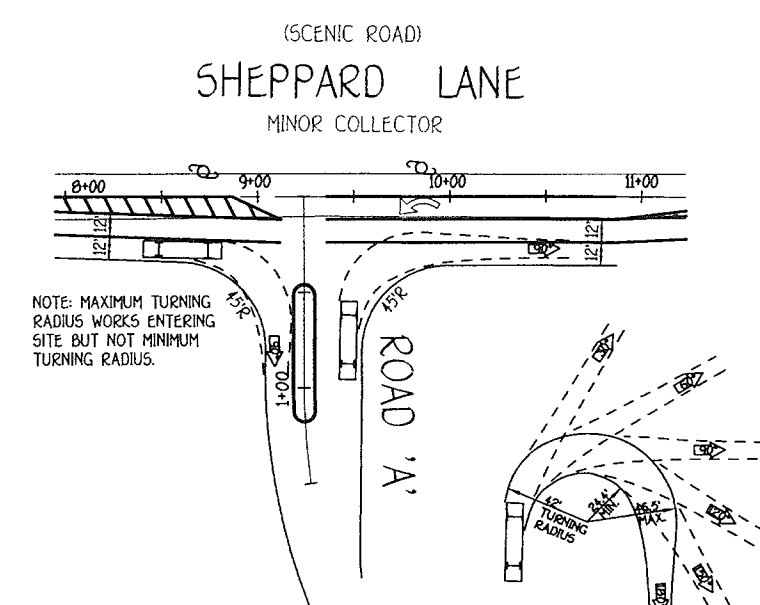 (SCENIC ROAD)
SHEPPARD LANE
MINOR COLLECTOR
8+00
9+00
10+00
11+00
12'
12'
12'
12'
45'R
45'R
NOTE: MAXIMUM TURNING
RADIUS WORKS ENTERING
SITE BUT NOT MINIMUM
TURNING RADIUS.
1+00
ROAD 'A'
42'
TURNING
RADIUS
24.4'
MIN.
46.5'
MAX.